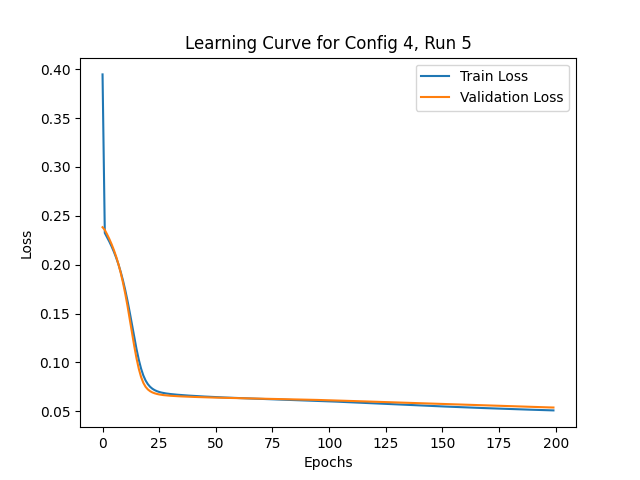 Learning Curve for Config 4, Run 5
Train Loss
Validation Loss
0.40
0.35
0.30
0.25
0.20
0.15
0.10
0.05
Loss
0 25 50 75 100 125 150 175 200
Epochs